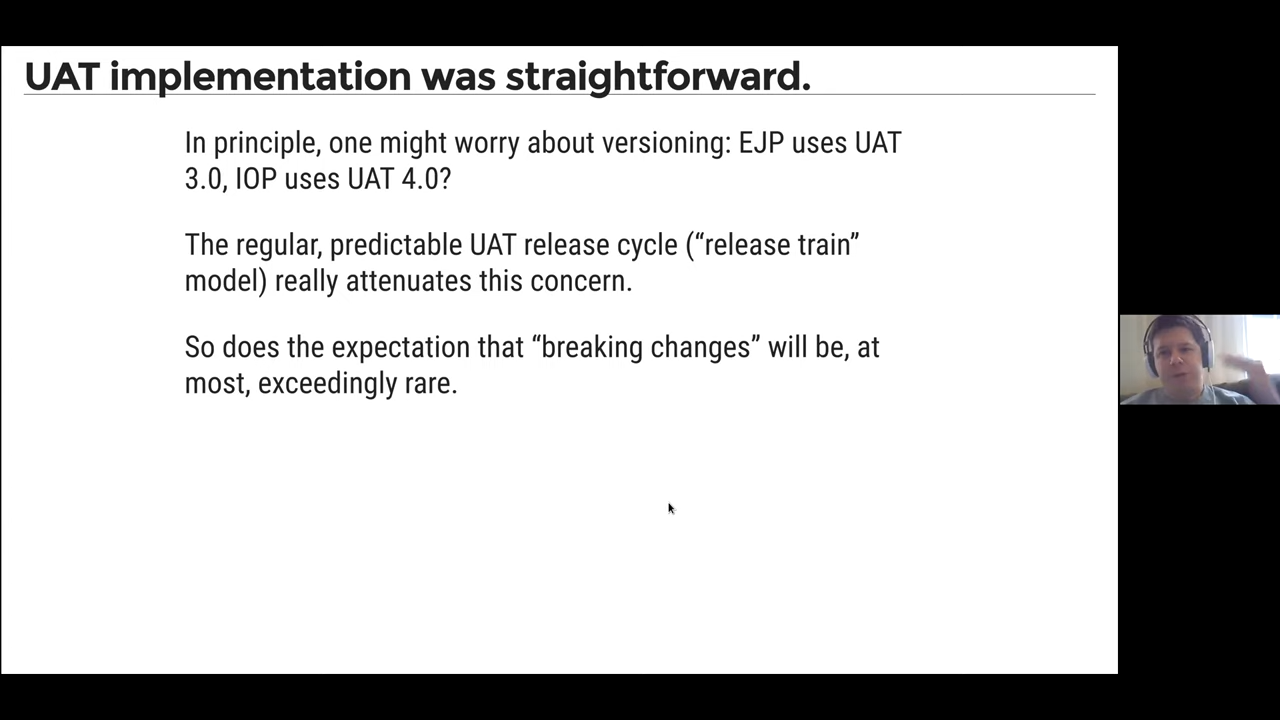 UAT implementation was straightforward.
In principle, one might worry about versioning: EJP uses UAT
3.0, IOP uses UAT 4.0?
The regular, predictable UAT release cycle (“release train”
model) really attenuates this concern.
So does the expectation that “breaking changes” will be, at
most, exceedingly rare.